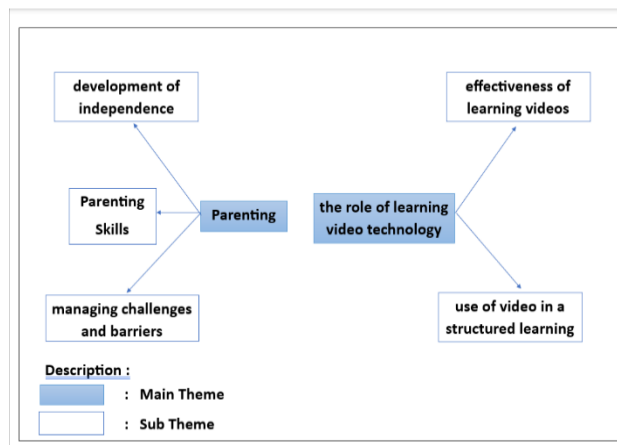 development of
independence
effectiveness of
learning videos
Parenting
Skills
Parenting
the role of learning
video technology
managing challenges
and barriers
use of video in a
structured learning
Description :
: Main Theme
: Sub Theme